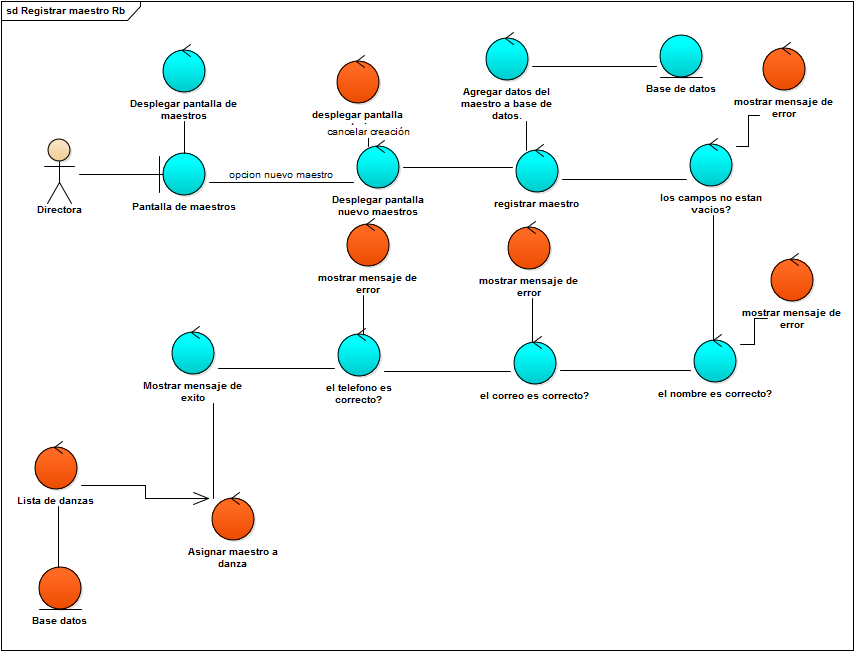 sd Registrar maestro Rb
Desplegar pantalla de
maestros
desplegar pantalla
cancelar creación
Agregar datos del
maestro a base de
datos.
Base de datos
mostrar mensaje de
error
Directora
Pantalla de maestros
opcion nuevo maestro
Desplegar pantalla
nuevo maestros
registrar maestro
los campos no estan
vacios?
mostrar mensaje de
error
mostrar mensaje de
error
mostrar mensaje de
error
Mostrar mensaje de
exito
el telefono es
correcto?
el correo es correcto?
el nombre es correcto?
Lista de danzas
Asignar maestro a
danza
Base datos